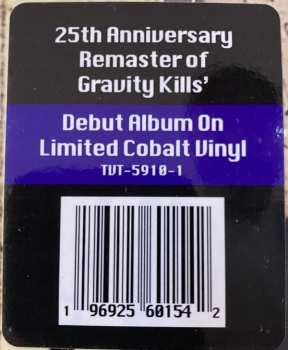 25th Anniversary
Remaster of
Gravity Kills'
Debut Album On
Limited Cobalt Vinyl
TVT-5910-1
1 96925 60154 2